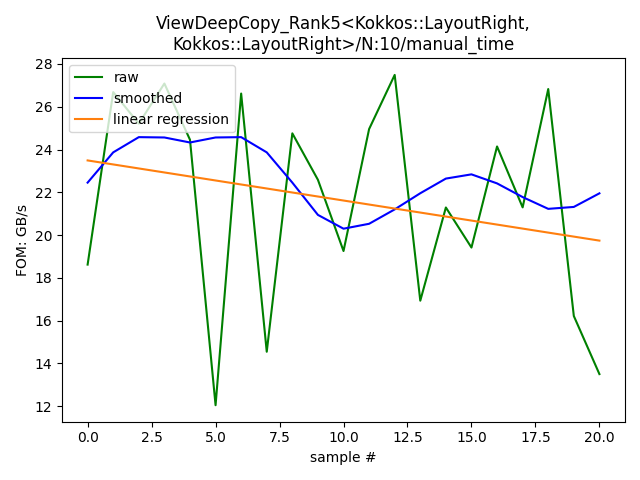 ViewDeepCopy_Rank5<Kokkos::LayoutRight,
Kokkos::LayoutRight>/N:10/manual_time
28
26
24
22
20
18
16
14
12
FOM: GB/s
raw
smoothed
linear regression
0.0
2.5
5.0
7.5
10.0
12.5
15.0
17.5
20.0
sample #